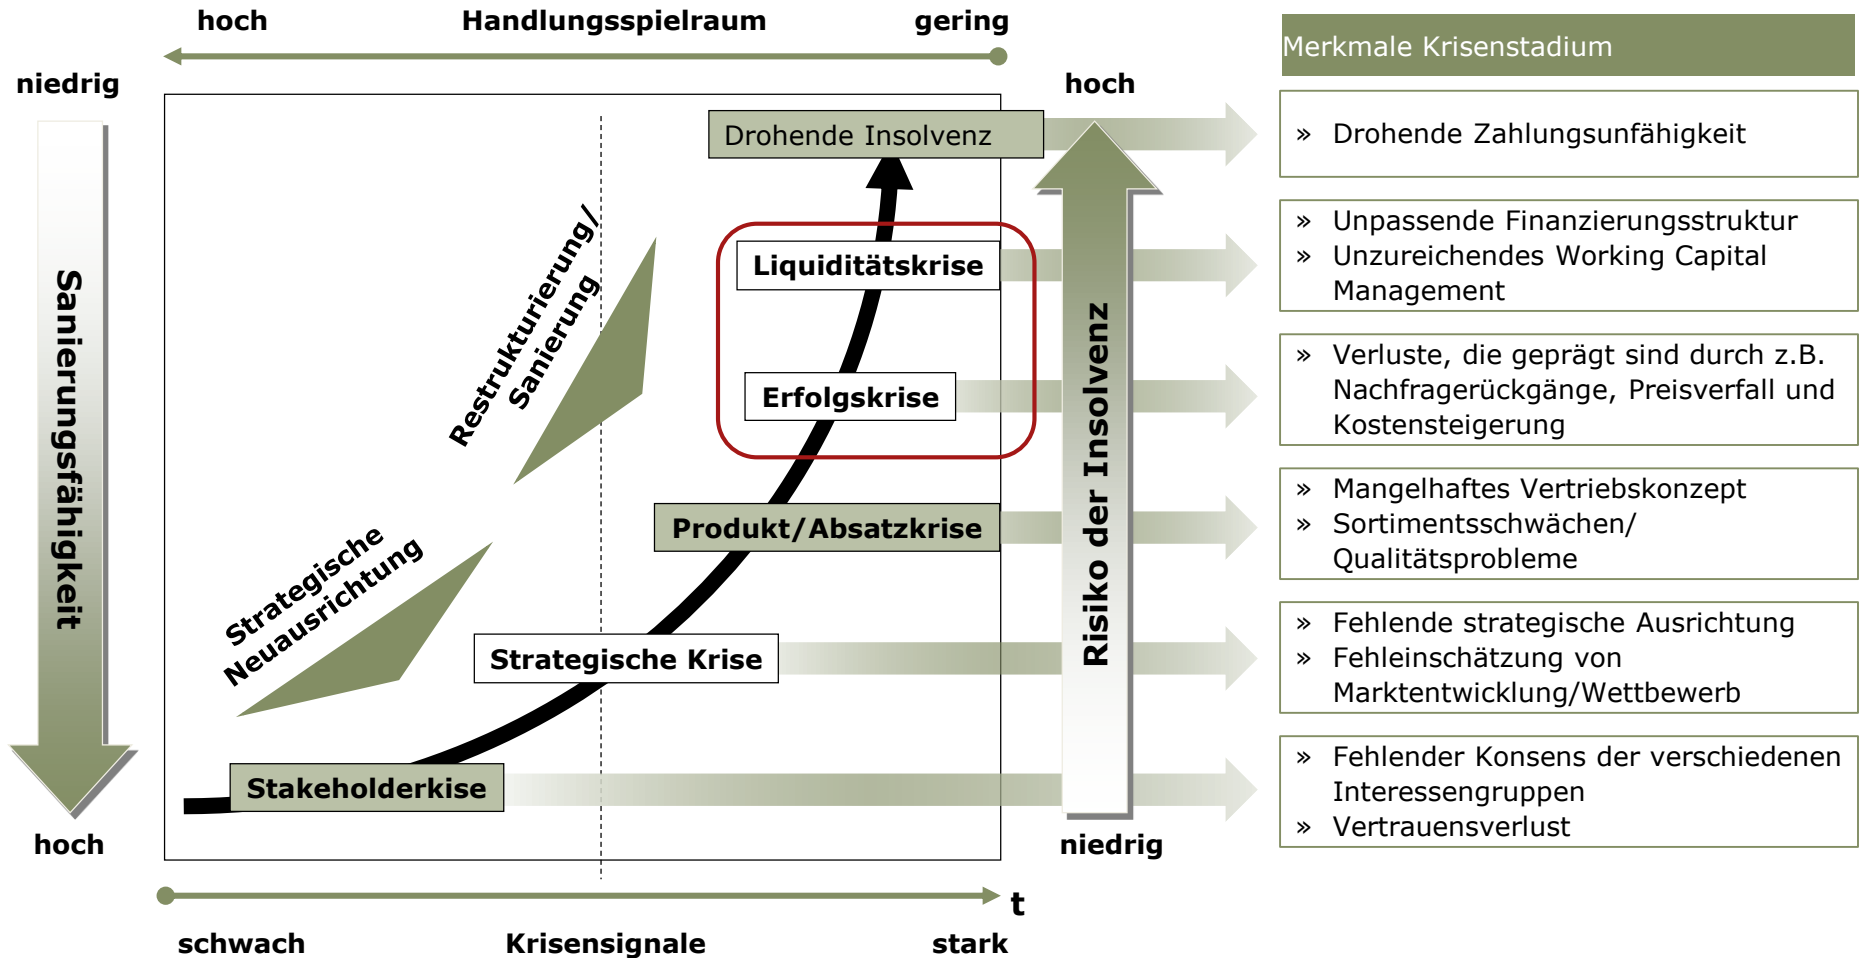 hoch Handlungsspielraum gering
niedrig
hoch
Sanierungsfähigkeit
hoch
Risiko der Insolvenz
niedrig
Drohende Insolvenz
Liquiditätskrise
Erfolgskrise
Produkt/Absatzkrise
Strategische Krise
Stakeholderkise
Restrukturierung/
Sanierung
Strategische
Neuausrichtung
t
schwach Krisensignale stark
Merkmale Krisenstadium
» Drohende Zahlungsunfähigkeit
» Unpassende Finanzierungsstruktur
» Unzureichendes Working Capital
Management
» Verluste, die geprägt sind durch z.B.
Nachfragerückgänge, Preisverfall und
Kostensteigerung
» Mangelhaftes Vertriebskonzept
» Sortimentsschwächen/
Qualitätsprobleme
» Fehlende strategische Ausrichtung
» Fehleinschätzung von
Marktentwicklung/Wettbewerb
» Fehlender Konsens der verschiedenen
Interessengruppen
» Vertrauensverlust